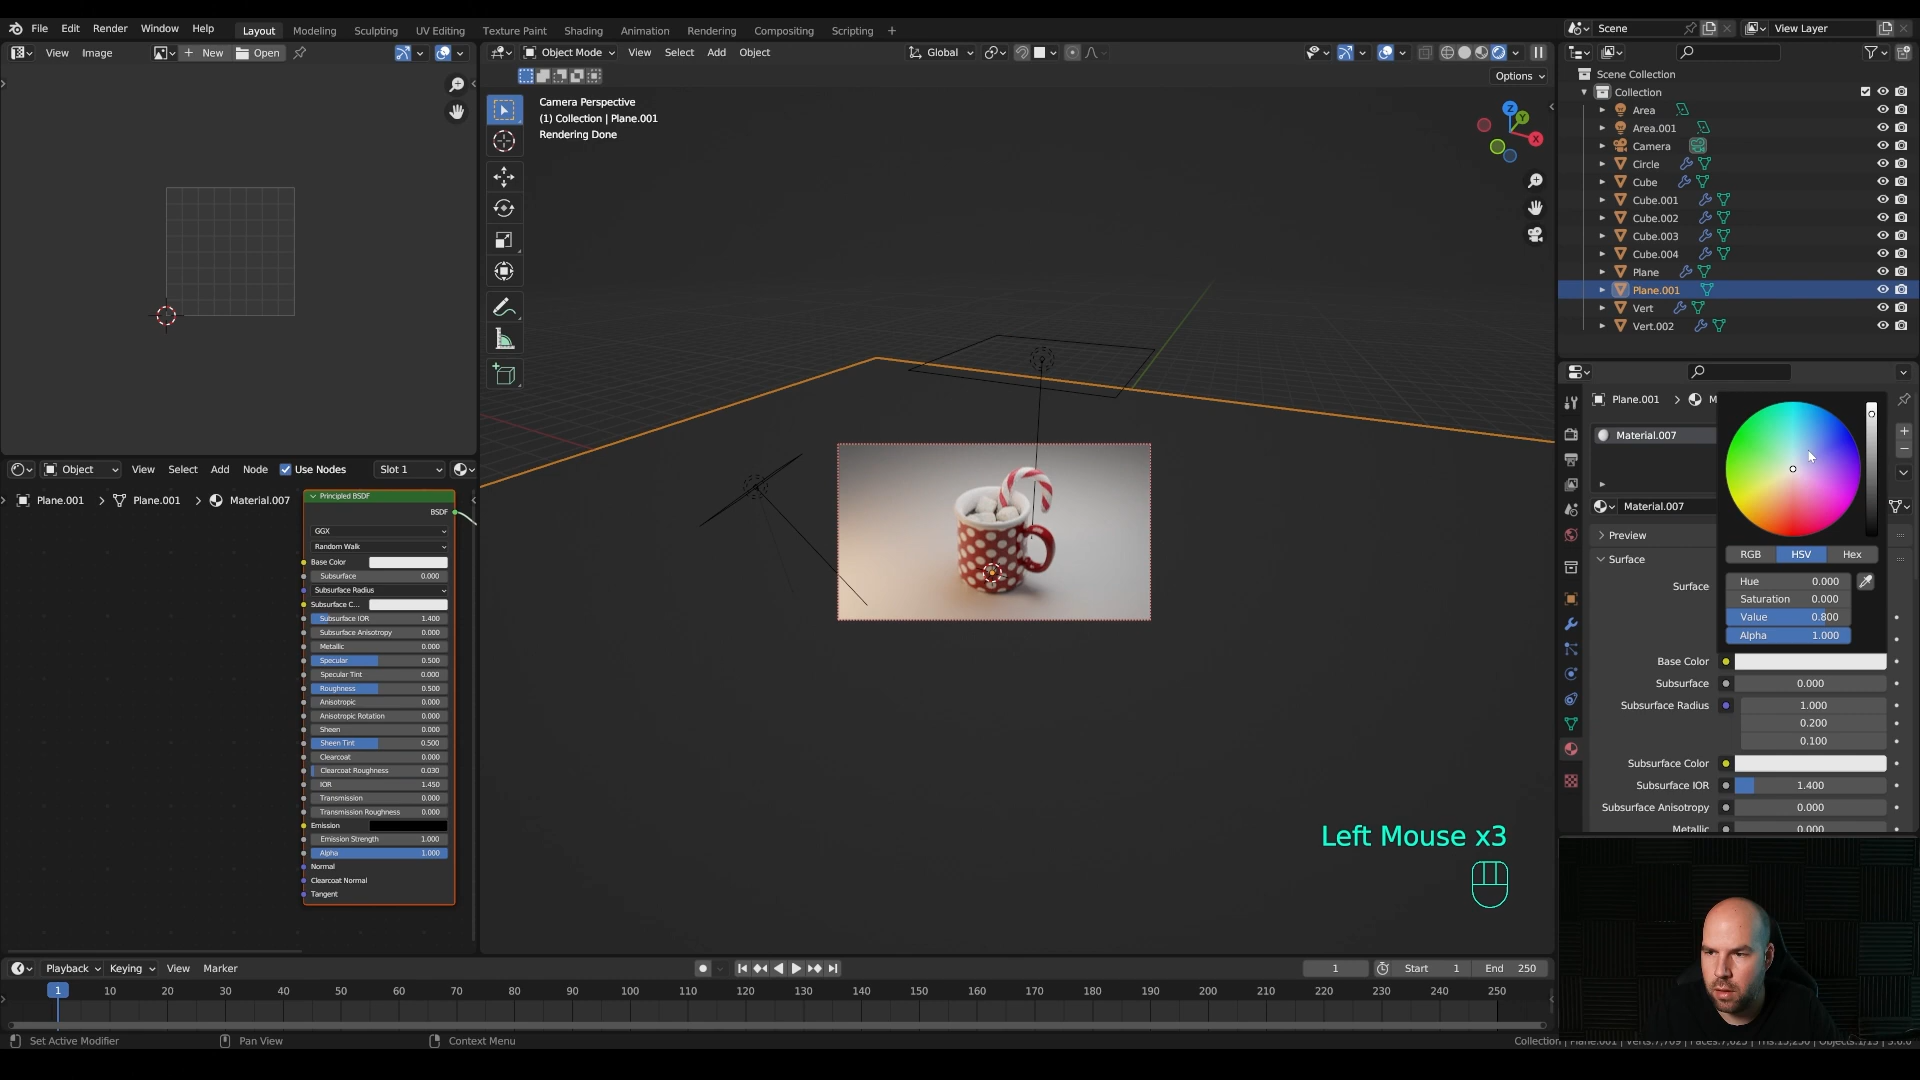 File Edit Render Window Help Layout Modeling Sculpting UV Editing Texture Paint Shading Animation Rendering Compositing Scripting + Scene View Layer
View Image New Open Object Mode View Select Add Object Global
Options
Camera Perspective
(1) Collection | Plane.001
Rendering Done
Z
Y
X
Scene Collection
Collection
Area
Area.001
Camera
Circle
Cube
Cube.001
Cube.002
Cube.003
Cube.004
Plane
Plane.001
Vert
Vert.002
Plane.001 > M
Material.007
Material.007
Preview
Surface
Surface
RGB HSV Hex
Hue 0.000
Saturation 0.000
Value 0.800
Alpha 1.000
Base Color
Subsurface 0.000
Subsurface Radius 1.000
0.200
0.100
Subsurface Color
Subsurface IOR 1.400
Subsurface Anisotropy 0.000
Metallic 0.000
Object View Select Add Node Use Nodes Slot 1
Plane.001 > Plane.001 > Material.007
Principled BSDF
BSDF
GGX
Random Walk
Base Color
Subsurface 0.000
Subsurface Radius
Subsurface C...
Subsurface IOR 1.400
Subsurface Anisotropy 0.000
Metallic 0.000
Specular 0.500
Specular Tint 0.000
Roughness 0.500
Anisotropic 0.000
Anisotropic Rotation 0.000
Sheen 0.000
Sheen Tint 0.500
Clearcoat 0.000
Clearcoat Roughness 0.030
IOR 1.450
Transmission 0.000
Transmission Roughness 0.000
Emission
Emission Strength 1.000
Alpha 1.000
Normal
Clearcoat Normal
Tangent
Left Mouse x3
Playback Keying View Marker 1 Start 1 End 250
1 10 20 30 40 50 60 70 80 90 100 110 120 130 140 150 160 170 180 190 200 210 220 230 240 250
Set Active Modifier Pan View Context Menu